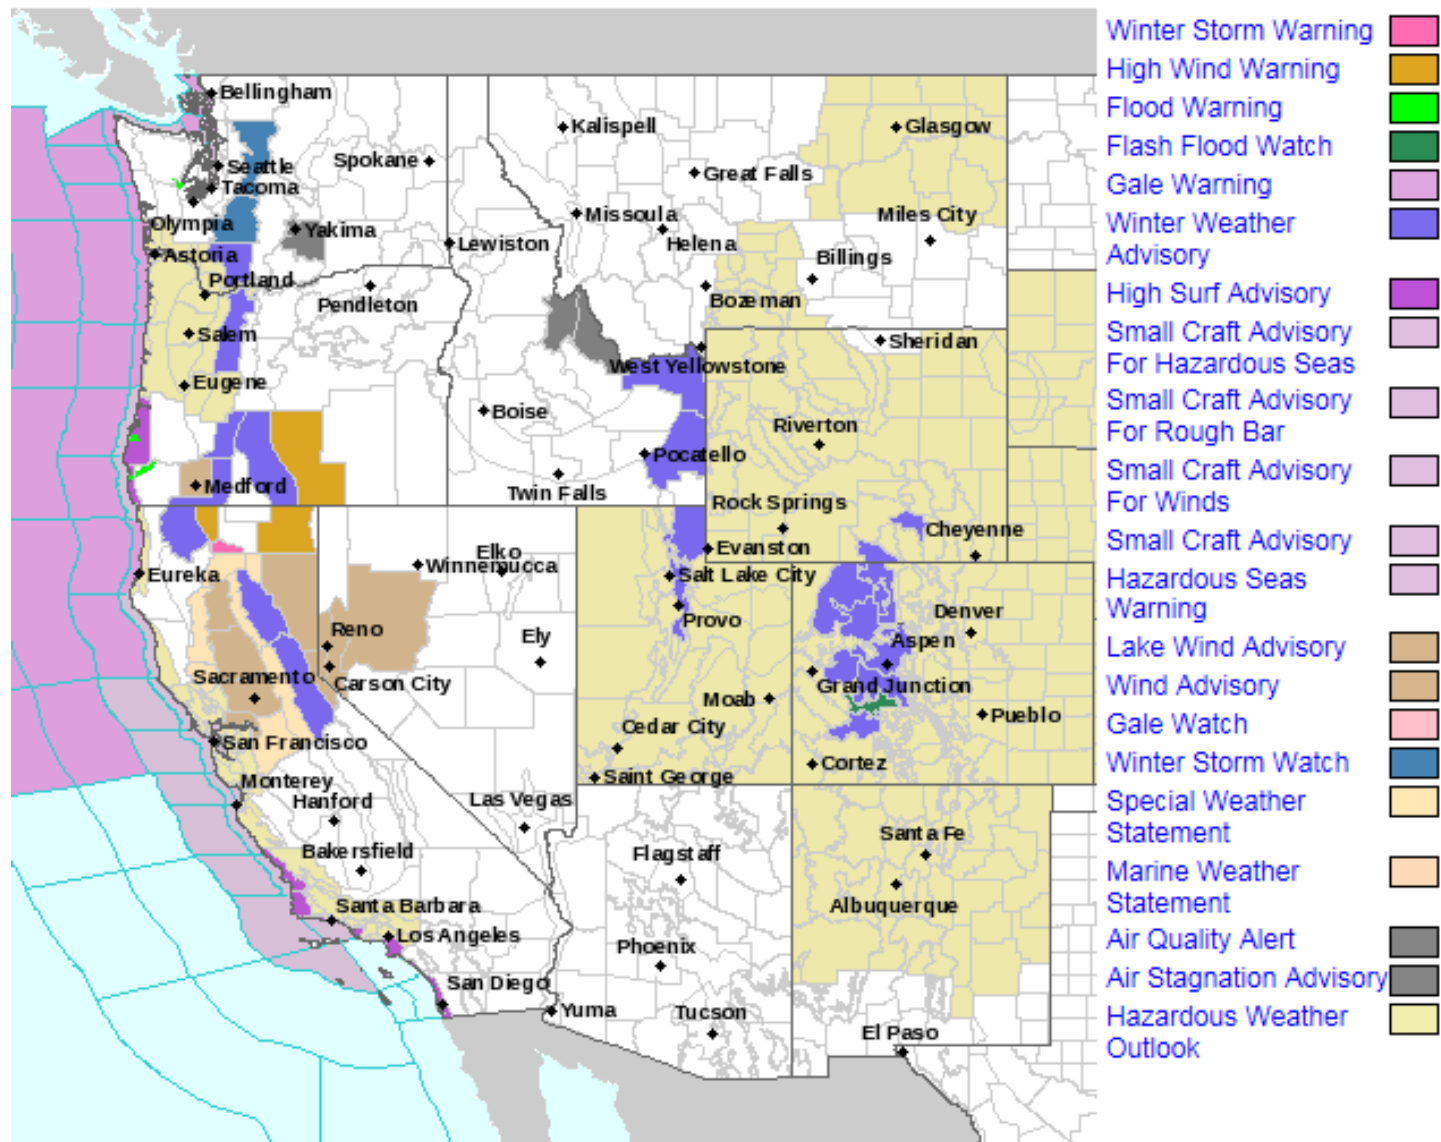 Bellingham
Seattle
Tacoma
Olympia
Spokane
Yakima
Astoria
Portland
Pendleton
Lewiston
Salem
Eugene
Medford
Kalispell
Great Falls
Missoula
Helena
Glasgow
Miles City
Billings
Bozeman
Sheridan
West Yellowstone
Boise
Pocatello
Twin Falls
Riverton
Rock Springs
Cheyenne
Evanston
Eureka
Winnemucca
Elko
Salt Lake City
Provo
Reno
Ely
Carson City
Sacramento
Denver
Aspen
Grand Junction
Moab
Pueblo
Cedar City
San Francisco
Cortez
Saint George
Monterey
Hanford
Las Vegas
Bakersfield
Flagstaff
Santa Fe
Albuquerque
Santa Barbara
Los Angeles
Phoenix
San Diego
Yuma
Tucson
El Paso
Winter Storm Warning
High Wind Warning
Flood Warning
Flash Flood Watch
Gale Warning
Winter Weather
Advisory
High Surf Advisory
Small Craft Advisory
For Hazardous Seas
Small Craft Advisory
For Rough Bar
Small Craft Advisory
For Winds
Small Craft Advisory
Hazardous Seas
Warning
Lake Wind Advisory
Wind Advisory
Gale Watch
Winter Storm Watch
Special Weather
Statement
Marine Weather
Statement
Air Quality Alert
Air Stagnation Advisory
Hazardous Weather
Outlook